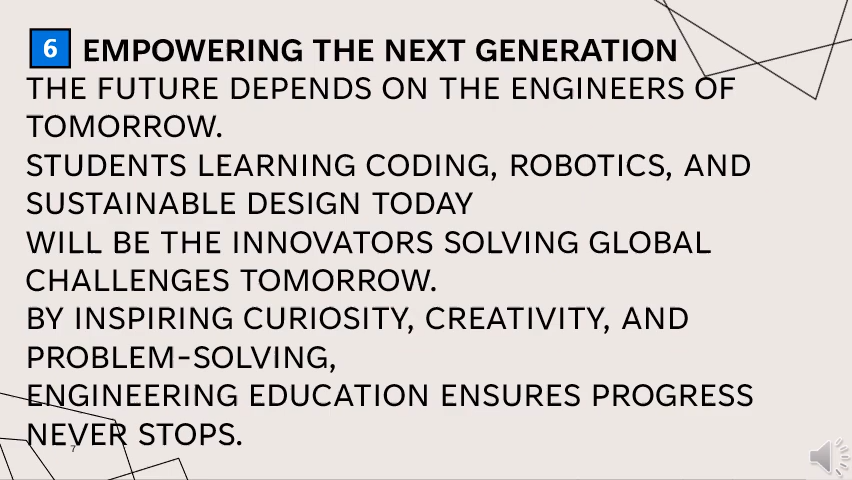 6 EMPOWERING THE NEXT GENERATION
THE FUTURE DEPENDS ON THE ENGINEERS OF
TOMORROW.
STUDENTS LEARNING CODING, ROBOTICS, AND
SUSTAINABLE DESIGN TODAY
WILL BE THE INNOVATORS SOLVING GLOBAL
CHALLENGES TOMORROW.
BY INSPIRING CURIOSITY, CREATIVITY, AND
PROBLEM-SOLVING,
ENGINEERING EDUCATION ENSURES PROGRESS
NEVER STOPS.
7